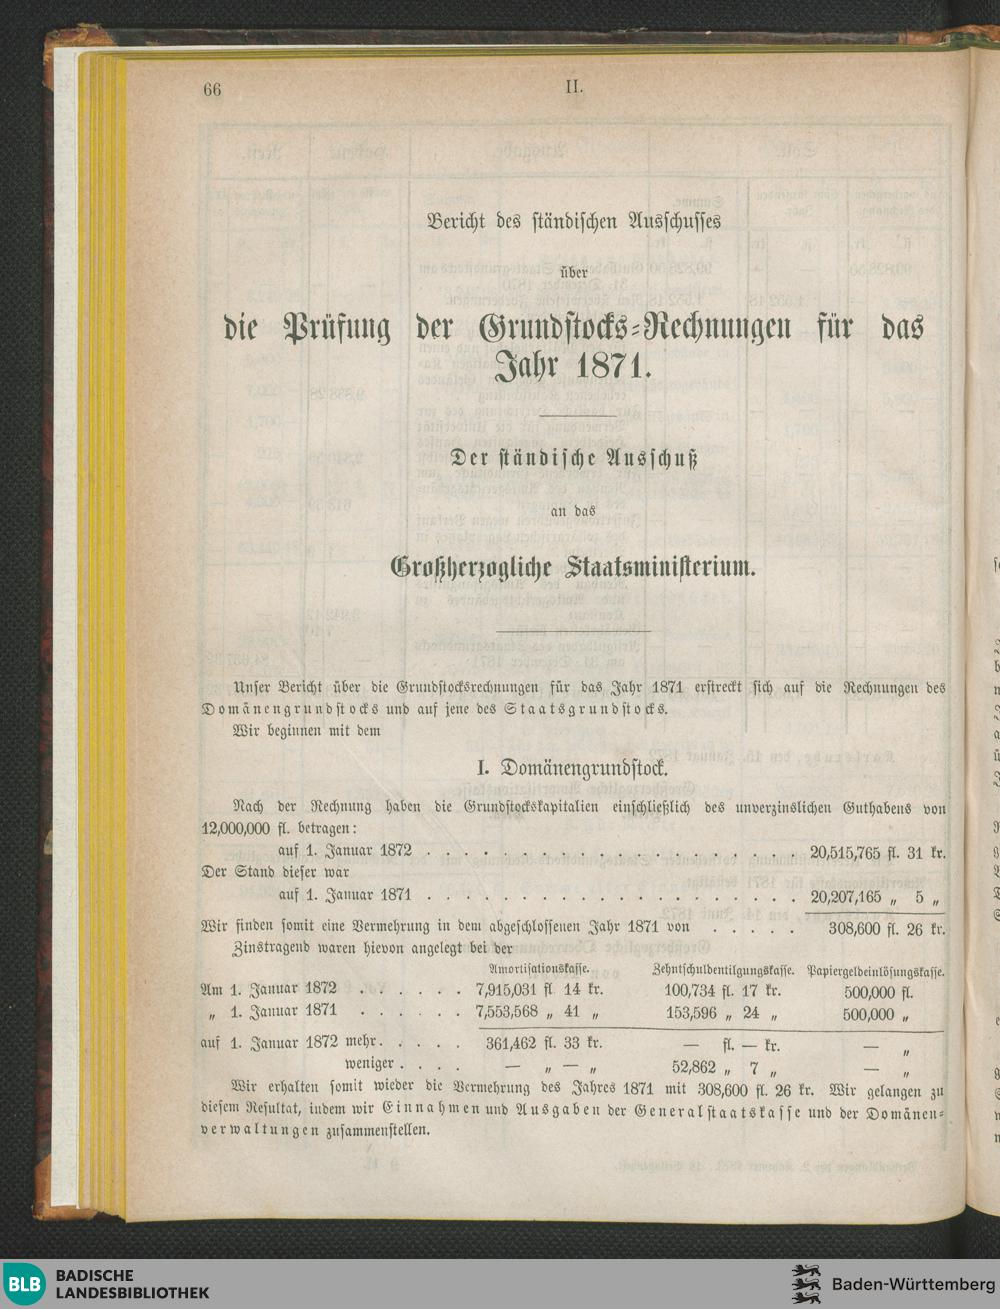 66
II.
Bericht des ständischen Ausschusses
über
die Prüfung der Grundstocks-Rechnungen für das
Jahr 1871.
Der ständische Ausschuß
an das
Großherzogliche Staatsministerium.
Unser Bericht über die Grundstocksrechnungen für das Jahr 1871 erstreckt sich auf die Rechnungen des
Domänengrundstocks und auf jene des Staatsgrundstocks.
Wir beginnen mit dem
I. Domänengrundstock.
Nach der Rechnung haben die Grundstockskapitalien einschließlich des unverzinslichen Guthabens von
12,000,000 fl. betragen:
auf 1. Januar 1872 . . . . . . . . . . . . . . . . . . . 20,515,765 fl. 31 kr.
Der Stand dieser war
auf 1. Januar 1871 . . . . . . . . . . . . . . . . . . . 20,207,165 „ 5 „
Wir finden somit eine Vermehrung in dem abgeschlossenen Jahr 1871 von . . . . . 308,600 fl. 26 kr.
Zinstragend waren hievon angelegt bei der
Amortisationskasse. Zehntschuldentilgungskasse. Papiergeldeinlösungskasse.
Am 1. Januar 1872 . . . . . . 7,915,031 fl 14 kr. 100,734 fl. 17 kr. 500,000 fl.
„ 1. Januar 1871 . . . . . . 7,553,568 „ 41 „ 153,596 „ 24 „ 500,000 „
auf 1. Januar 1872 mehr. . . . . 361,462 fl. 33 kr. — fl. — kr. — „
weniger . . . . — „ — „ 52,862 „ 7 „ — „
Wir erhalten somit wieder die Vermehrung des Jahres 1871 mit 308,600 fl. 26 kr. Wir gelangen zu
diesem Resultat, indem wir Einnahmen und Ausgaben der Generalstaatskasse und der Domänen-
verwaltungen zusammenstellen.
BLB BADISCHE
LANDESBIBLIOTHEK
Baden-Württemberg